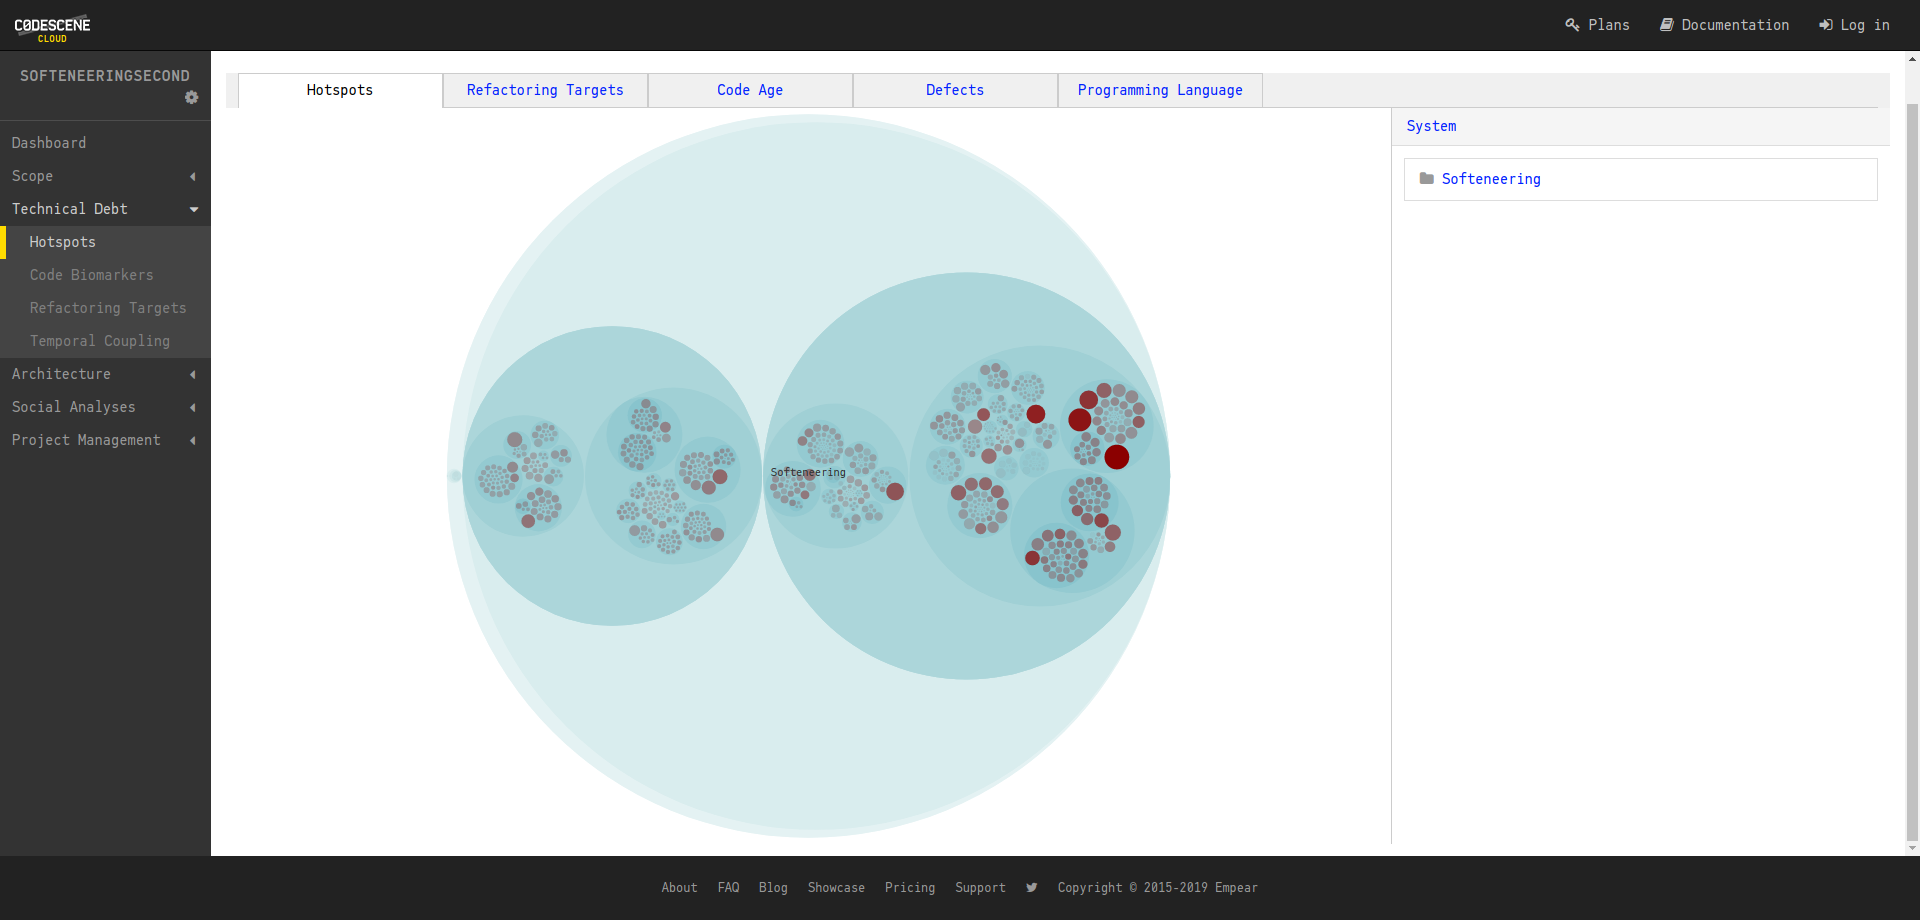 CODESCENE
CLOUD
Plans
Documentation
Log in
SOFTENEERINGSECOND
Dashboard
Scope
Technical Debt
Hotspots
Code Biomarkers
Refactoring Targets
Temporal Coupling
Architecture
Social Analyses
Project Management
Hotspots
Refactoring Targets
Code Age
Defects
Programming Language
Softeneering
System
Softeneering
About
FAQ
Blog
Showcase
Pricing
Support
Copyright © 2015-2019 Empear